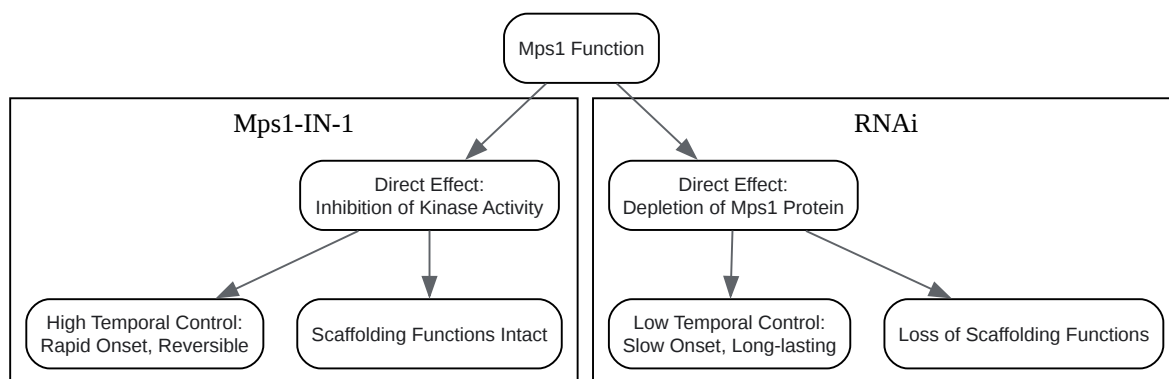 Mps1 Function
Mps1-IN-1
RNAi
Direct Effect:
Inhibition of Kinase Activity
Direct Effect:
Depletion of Mps1 Protein
High Temporal Control:
Rapid Onset, Reversible
Scaffolding Functions Intact
Low Temporal Control:
Slow Onset, Long-lasting
Loss of Scaffolding Functions